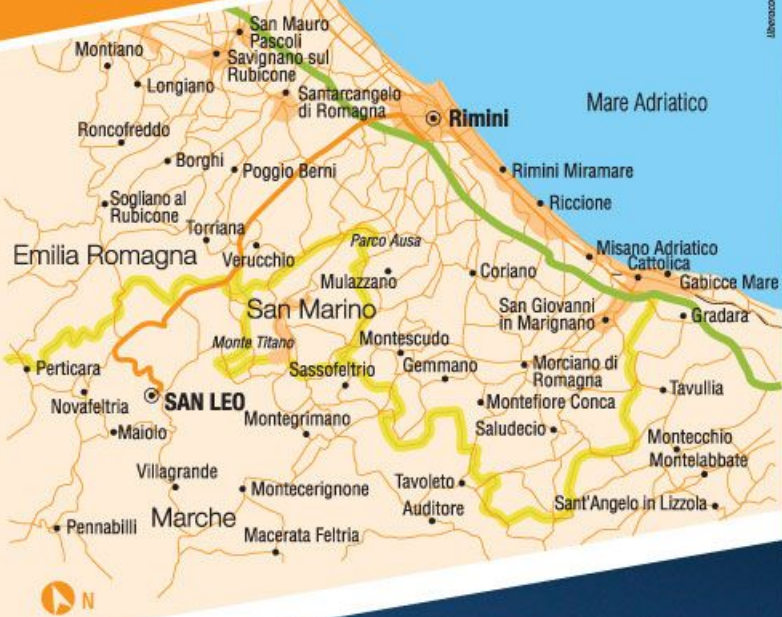 San Mauro
Pascoli
Montiano
Savignano sul
Rubicone
Longiano
Santarcangelo
di Romagna
Rimini
Mare Adriatico
Roncofreddo
Borghi
Poggio Berni
Rimini Miramare
Sogliano al
Rubicone
Riccione
Torriana
Parco Ausa
Emilia Romagna
Verucchio
Misano Adriatico
Cattolica
Mulazzano
Coriano
Gabicce Mare
San Marino
San Giovanni
in Marignano
Gradara
Monte Titano
Montescudo
Perticara
Sassofeltrio
Gemmano
Morciano di
Romagna
Novafeltria
SAN LEO
Tavullia
Montefiore Conca
Maiolo
Montegrimano
Saludecio
Montecchio
Montelabbate
Villagrande
Montecerignone
Tavoleto
Sant'Angelo in Lizzola
Auditore
Pennabilli
Marche
Macerata Feltria
N